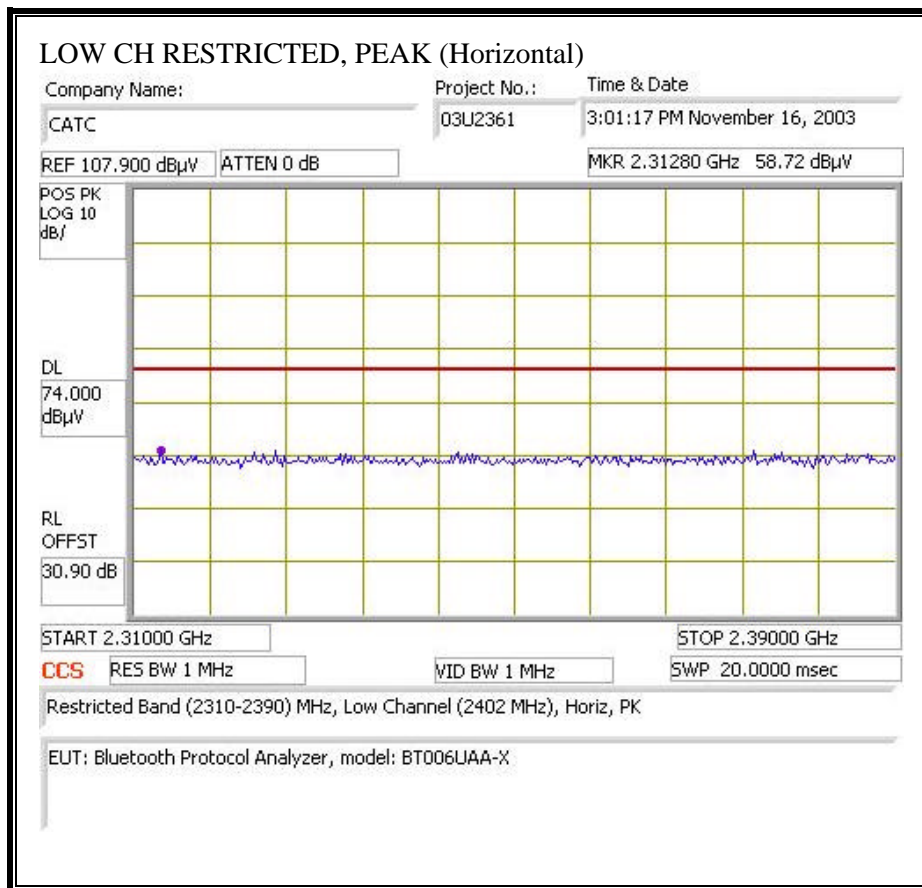 LOW CH RESTRICTED, PEAK (Horizontal)
Company Name:
Project No.:
Time & Date
CATC
03U2361
3:01:17 PM November 16, 2003
REF 107.900 dBµV
ATTEN 0 dB
MKR 2.31280 GHz 58.72 dBµV
POS PK
LOG 10
dB/
DL
74.000
dBµV
RL
OFFST
30.90 dB
START 2.31000 GHz
STOP 2.39000 GHz
CCS
RES BW 1 MHz
VID BW 1 MHz
SWP 20.0000 msec
Restricted Band (2310-2390) MHz, Low Channel (2402 MHz), Horiz, PK
EUT: Bluetooth Protocol Analyzer, model: BT006UAA-X